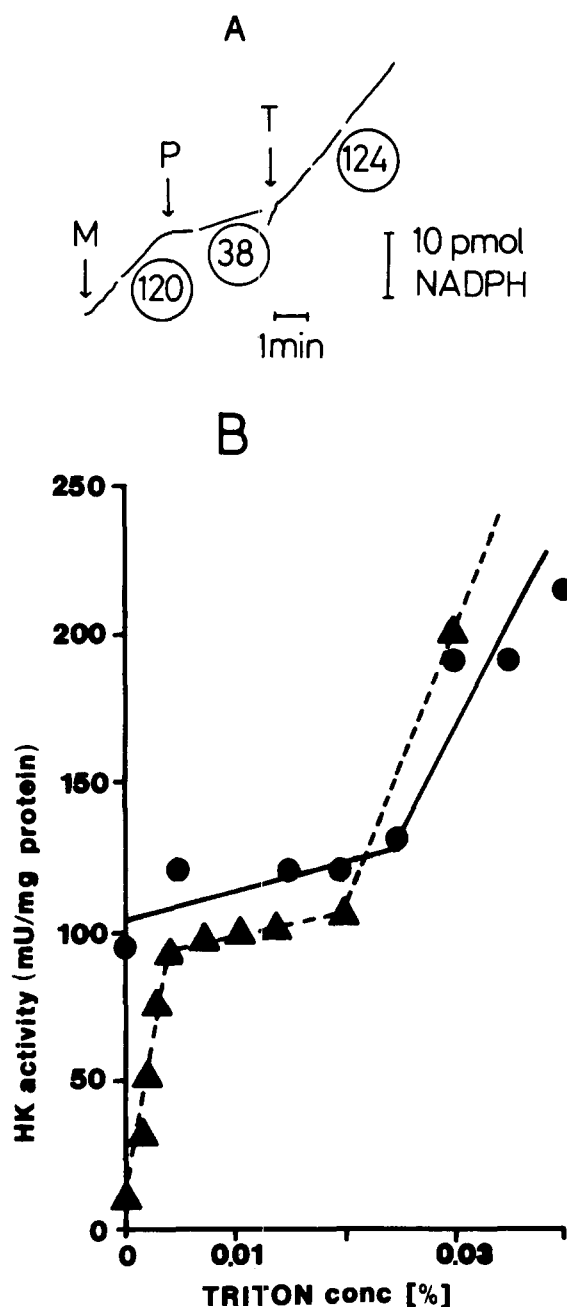 A
M
P
T
120
38
124
10 pmol
NADPH
1min
B
HK activity (mU/mg protein)
250
200
150
100
50
0
0
0.01
0.03
TRITON conc [%]